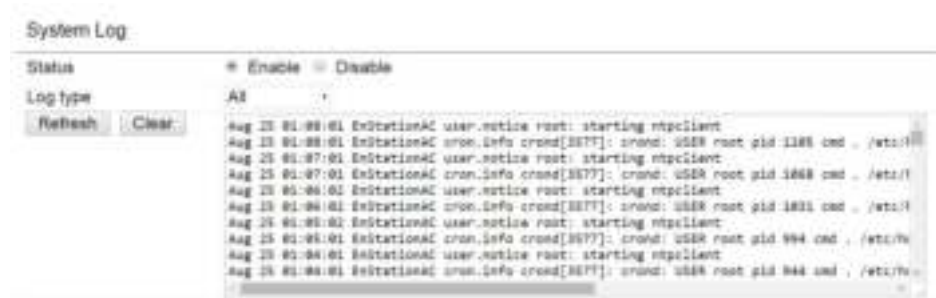 System Log
Status Enable Disable
Log type All
Refresh Clear
Aug 25 01:08:01 EnStationAC user.notice root: starting ntpclient
Aug 25 01:08:01 EnStationAC cron.info crond[3577]: crond: USER root pid 1105 cmd . /etc/
Aug 25 01:07:01 EnStationAC user.notice root: starting ntpclient
Aug 25 01:07:01 EnStationAC cron.info crond[3577]: crond: USER root pid 1068 cmd . /etc/
Aug 25 01:06:02 EnStationAC user.notice root: starting ntpclient
Aug 25 01:06:01 EnStationAC cron.info crond[3577]: crond: USER root pid 1031 cmd . /etc/
Aug 25 01:05:02 EnStationAC user.notice root: starting ntpclient
Aug 25 01:05:01 EnStationAC cron.info crond[3577]: crond: USER root pid 994 cmd . /etc/h
Aug 25 01:04:01 EnStationAC user.notice root: starting ntpclient
Aug 25 01:04:01 EnStationAC cron.info crond[3577]: crond: USER root pid 944 cmd . /etc/h